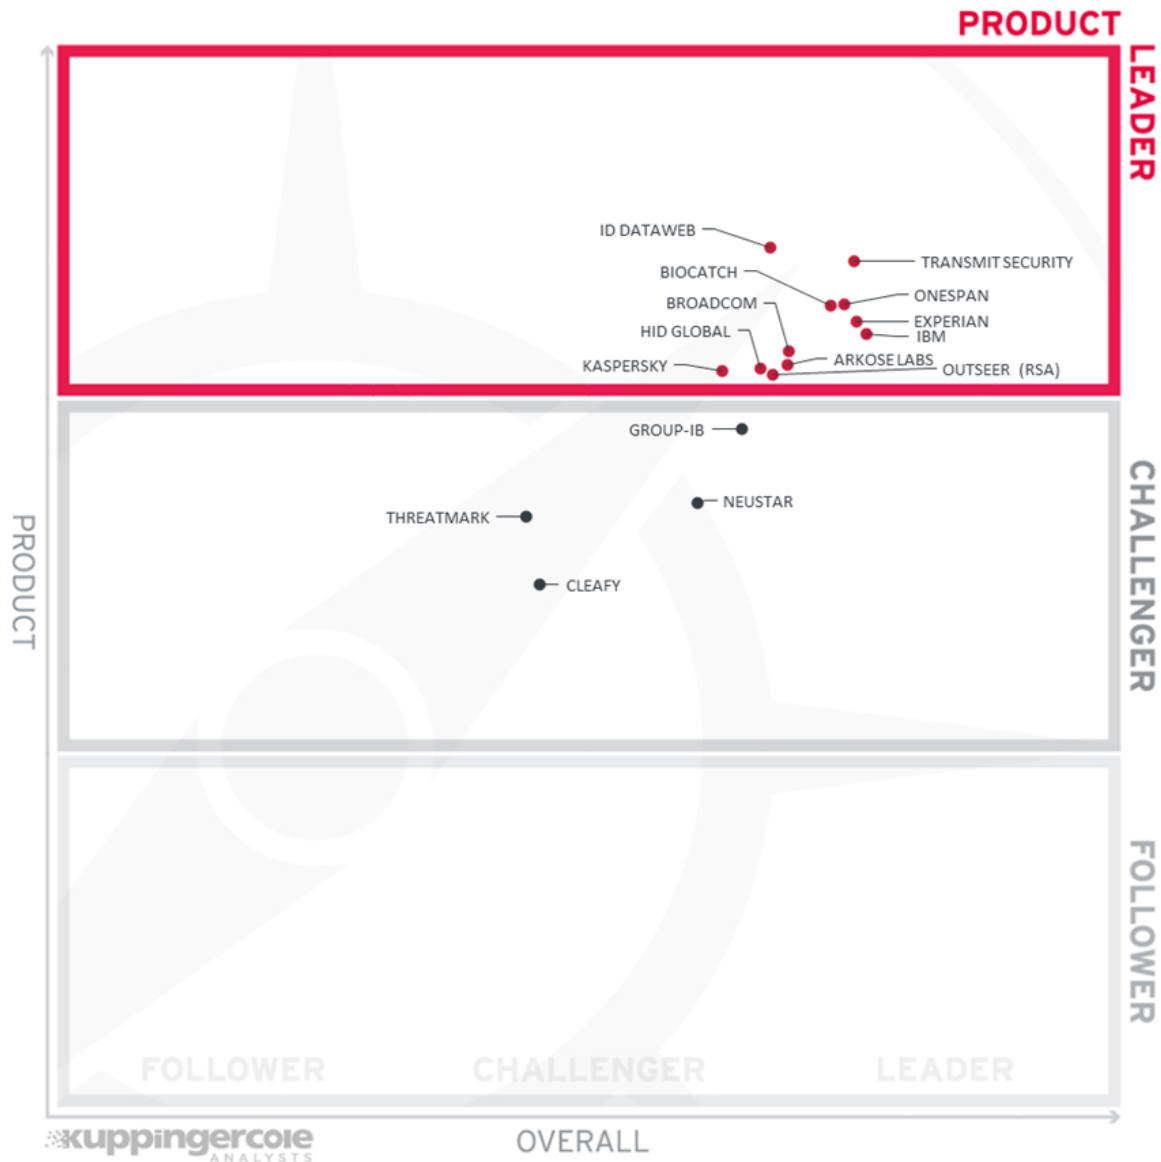 PRODUCT
LEADER
ID DATAWEB
TRANSMIT SECURITY
BIOCATCH
ONESPAN
BROADCOM
EXPERIAN
HID GLOBAL
IBM
KASPERSKY
ARKOSE LABS
OUTSEER (RSA)
GROUP-IB
CHALLENGER
NEUSTAR
THREATMARK
PRODUCT
CLEAFY
FOLLOWER
FOLLOWER CHALLENGER LEADER
kuppingercole
ANALYSTS
OVERALL